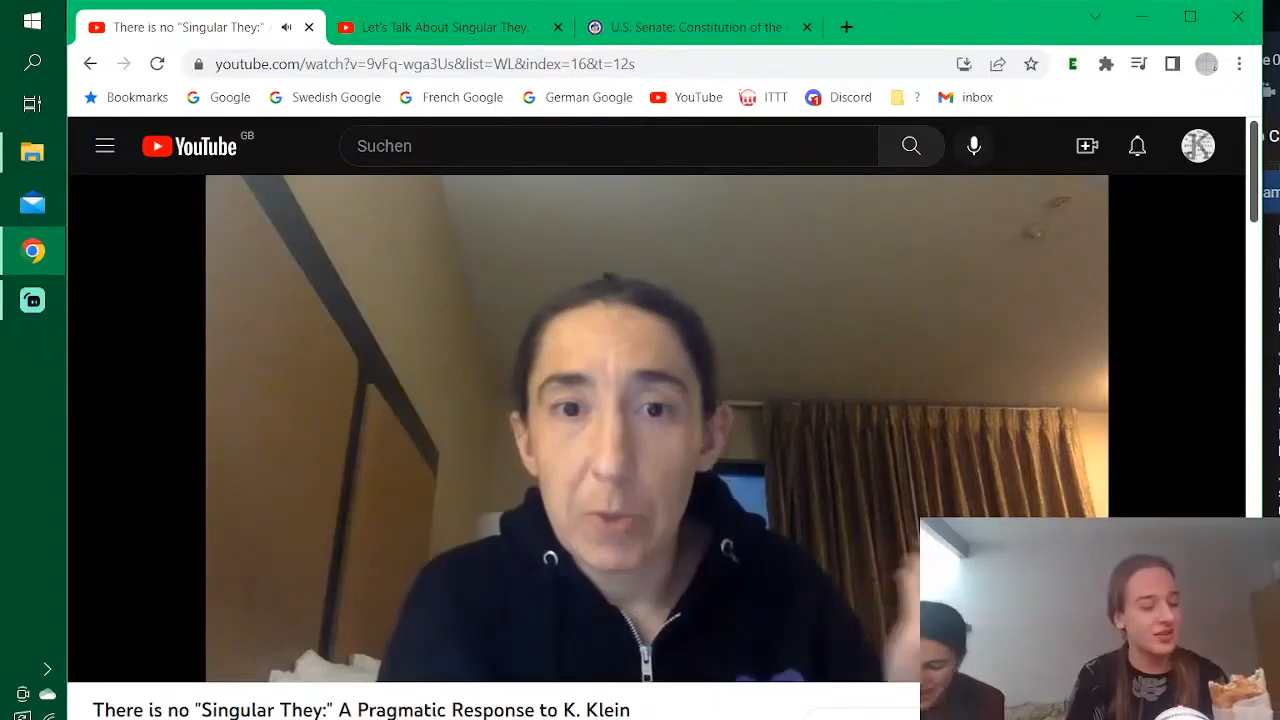 There is no "Singular They:"
Let's Talk About Singular They.
U.S. Senate: Constitution of the
youtube.com/watch?v=9vFq-wga3Us&list=WL&index=16&t=12s
Bookmarks Google Swedish Google French Google German Google YouTube ITTT Discord ? inbox
YouTube GB
Suchen
K
There is no "Singular They:" A Pragmatic Response to K. Klein